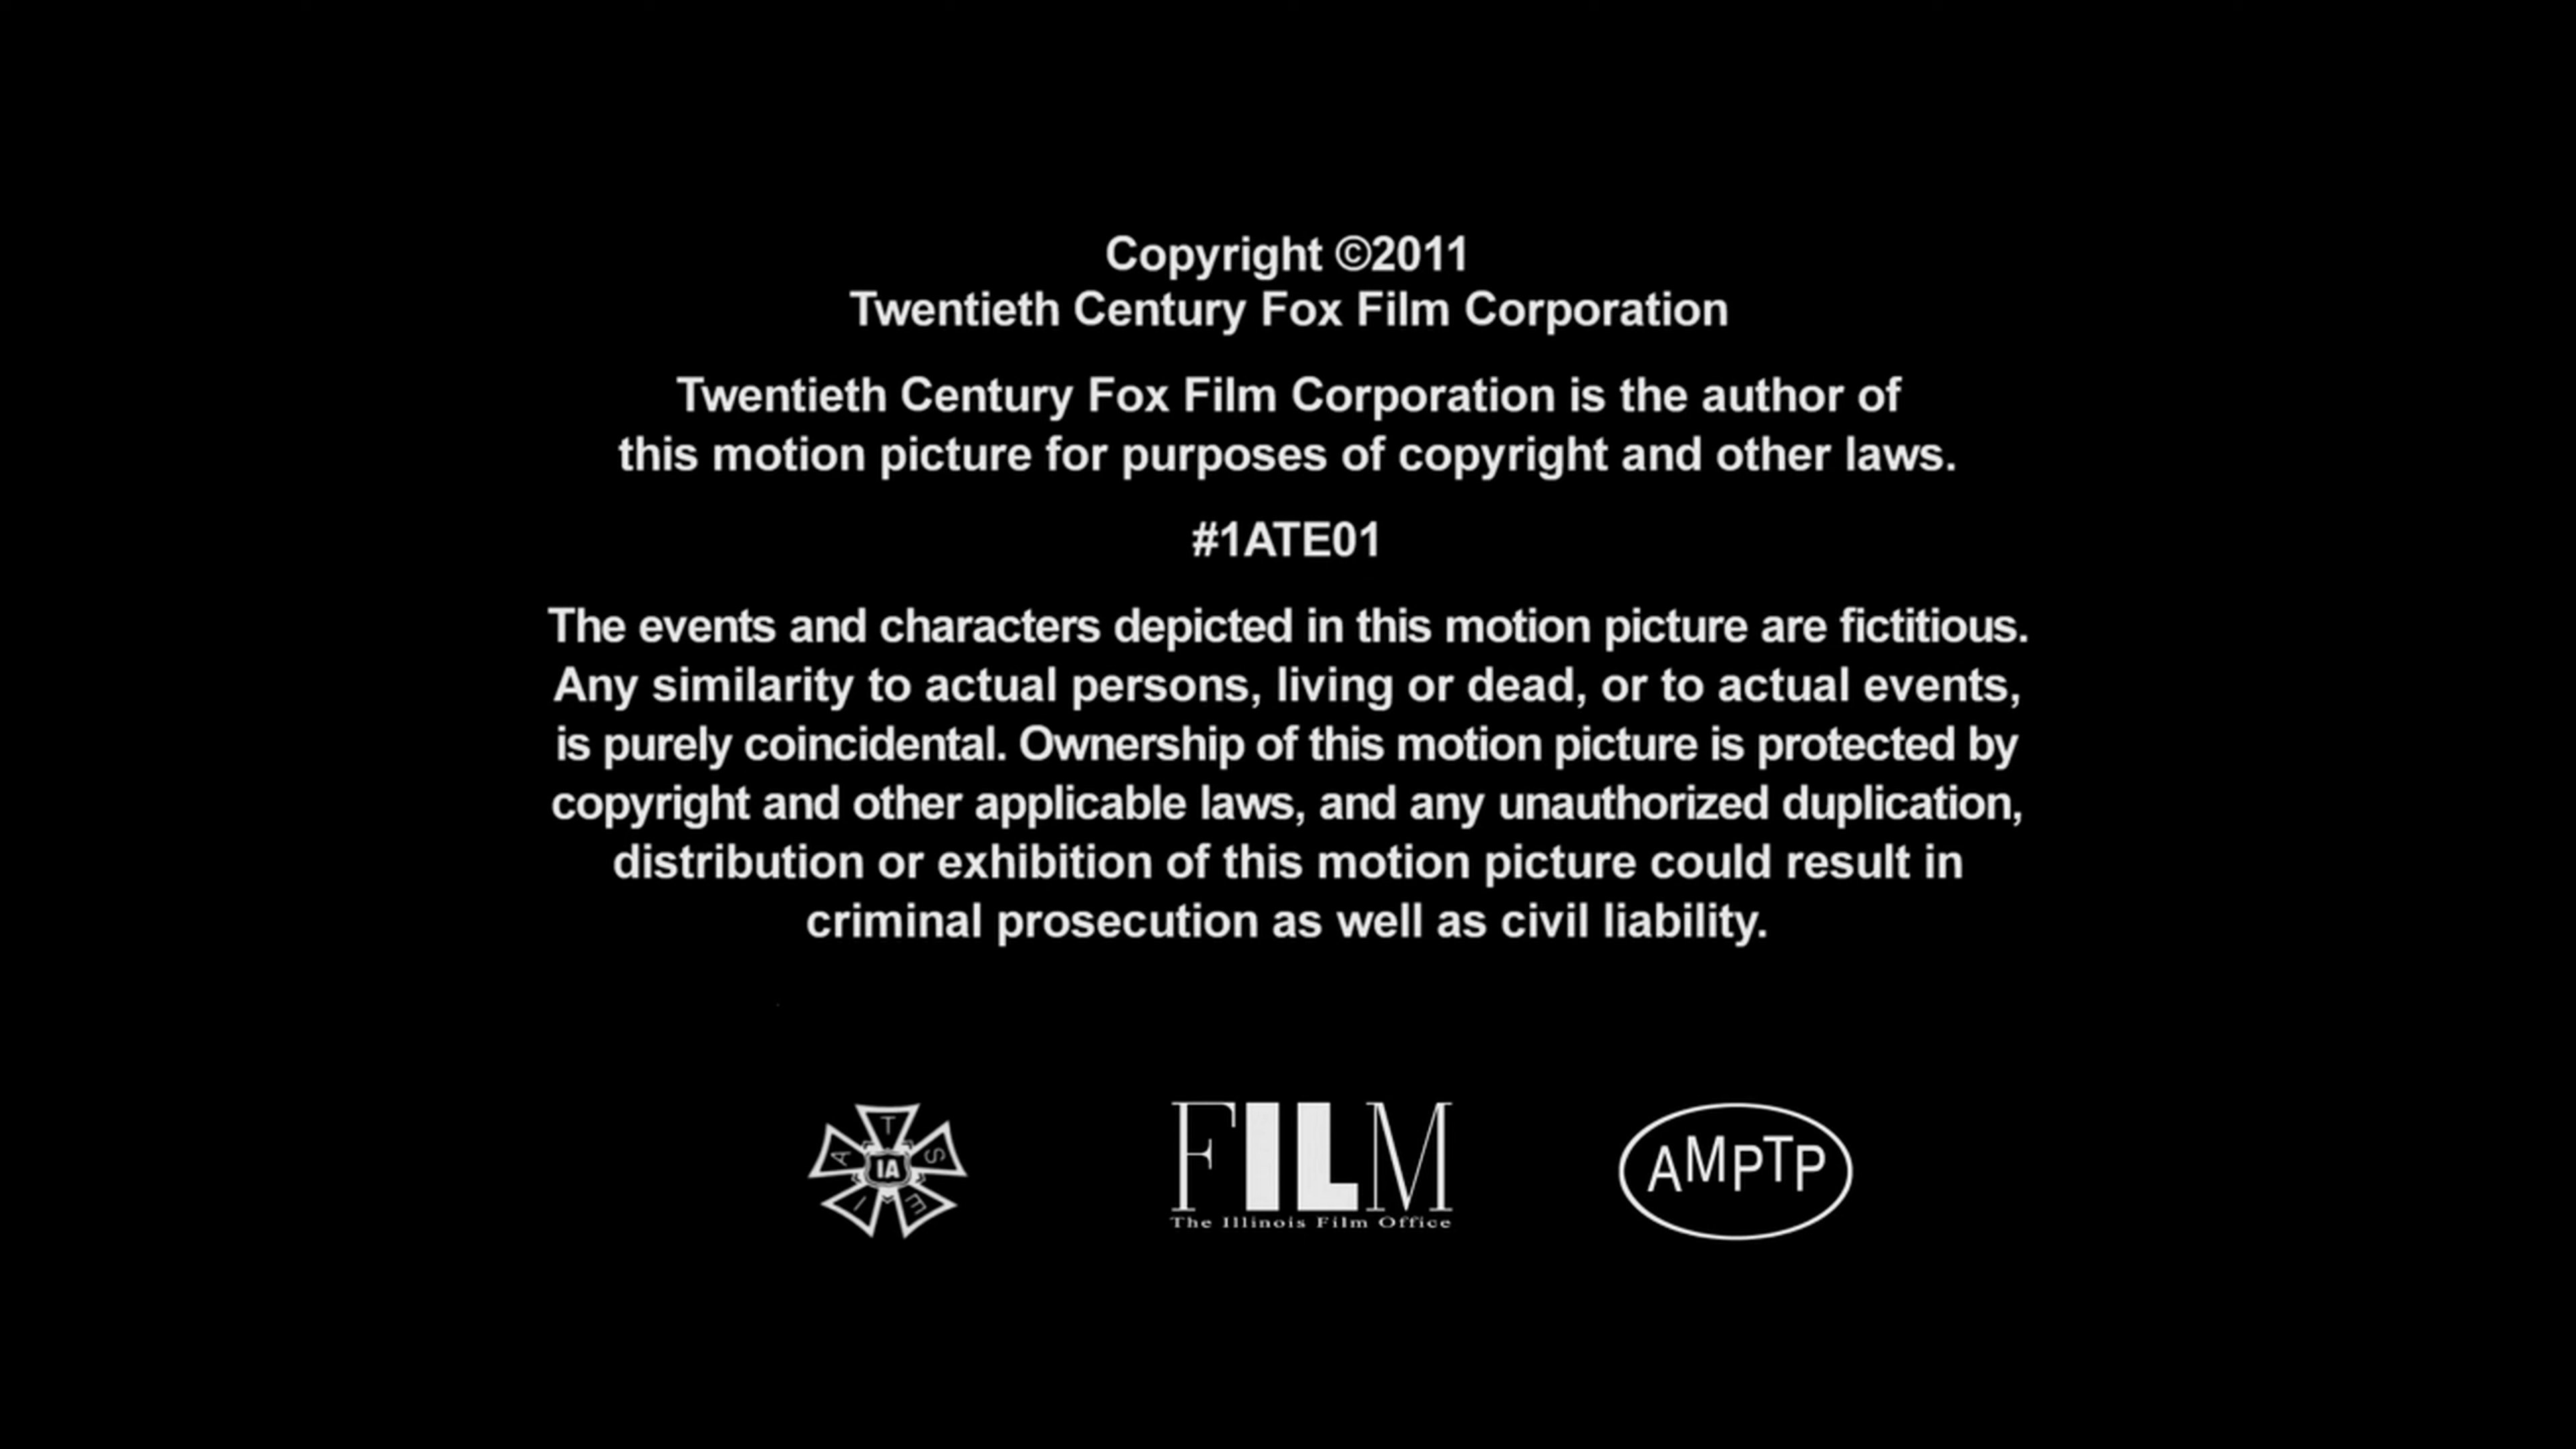 Copyright ©2011
Twentieth Century Fox Film Corporation
Twentieth Century Fox Film Corporation is the author of
this motion picture for purposes of copyright and other laws.
#1ATE01
The events and characters depicted in this motion picture are fictitious.
Any similarity to actual persons, living or dead, or to actual events,
is purely coincidental. Ownership of this motion picture is protected by
copyright and other applicable laws, and any unauthorized duplication,
distribution or exhibition of this motion picture could result in
criminal prosecution as well as civil liability.
IATSE
IA
FILM
The Illinois Film Office
AMPTP